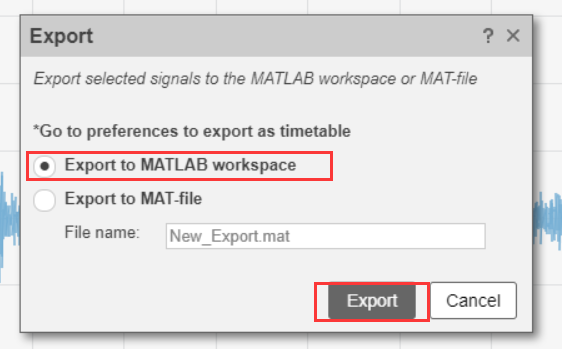 Export ? ×
Export selected signals to the MATLAB workspace or MAT-file
*Go to preferences to export as timetable
Export to MATLAB workspace
Export to MAT-file
File name: New_Export.mat
Export Cancel